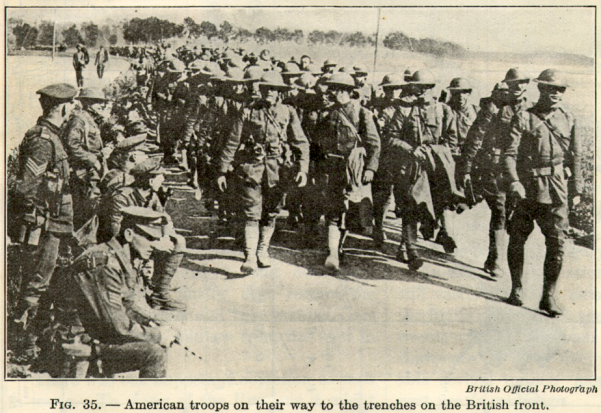 British Official Photograph
FIG. 35. — American troops on their way to the trenches on the British front.